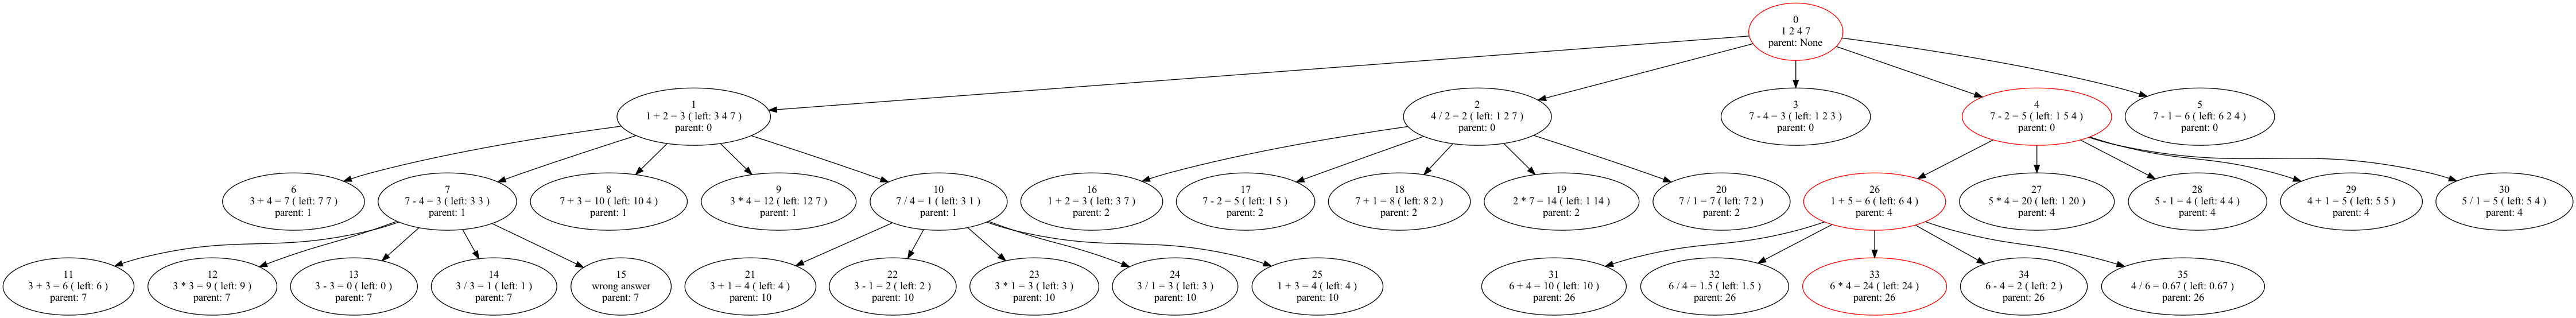 0
1 2 4 7
parent: None
1
1 + 2 = 3 ( left: 3 4 7 )
parent: 0
2
4 / 2 = 2 ( left: 1 2 7 )
parent: 0
3
7 - 4 = 3 ( left: 1 2 3 )
parent: 0
4
7 - 2 = 5 ( left: 1 5 4 )
parent: 0
5
7 - 1 = 6 ( left: 6 2 4 )
parent: 0
6
3 + 4 = 7 ( left: 7 7 )
parent: 1
7
7 - 4 = 3 ( left: 3 3 )
parent: 1
8
7 + 3 = 10 ( left: 10 4 )
parent: 1
9
3 * 4 = 12 ( left: 12 7 )
parent: 1
10
7 / 4 = 1 ( left: 3 1 )
parent: 1
16
1 + 2 = 3 ( left: 3 7 )
parent: 2
17
7 - 2 = 5 ( left: 1 5 )
parent: 2
18
7 + 1 = 8 ( left: 8 2 )
parent: 2
19
2 * 7 = 14 ( left: 1 14 )
parent: 2
20
7 / 1 = 7 ( left: 7 2 )
parent: 2
26
1 + 5 = 6 ( left: 6 4 )
parent: 4
27
5 * 4 = 20 ( left: 1 20 )
parent: 4
28
5 - 1 = 4 ( left: 4 4 )
parent: 4
29
4 + 1 = 5 ( left: 5 5 )
parent: 4
30
5 / 1 = 5 ( left: 5 4 )
parent: 4
11
3 + 3 = 6 ( left: 6 )
parent: 7
12
3 * 3 = 9 ( left: 9 )
parent: 7
13
3 - 3 = 0 ( left: 0 )
parent: 7
14
3 / 3 = 1 ( left: 1 )
parent: 7
15
wrong answer
parent: 7
21
3 + 1 = 4 ( left: 4 )
parent: 10
22
3 - 1 = 2 ( left: 2 )
parent: 10
23
3 * 1 = 3 ( left: 3 )
parent: 10
24
3 / 1 = 3 ( left: 3 )
parent: 10
25
1 + 3 = 4 ( left: 4 )
parent: 10
31
6 + 4 = 10 ( left: 10 )
parent: 26
32
6 / 4 = 1.5 ( left: 1.5 )
parent: 26
33
6 * 4 = 24 ( left: 24 )
parent: 26
34
6 - 4 = 2 ( left: 2 )
parent: 26
35
4 / 6 = 0.67 ( left: 0.67 )
parent: 26